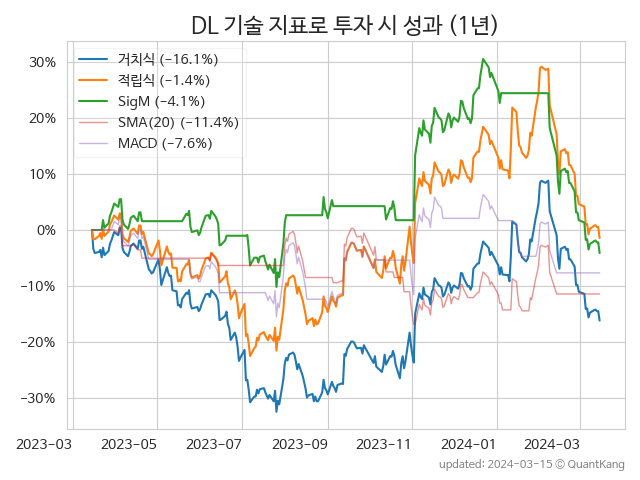 DL 기술 지표로 투자 시 성과 (1년)
거치식 (−16.1%)
적립식 (−1.4%)
SigM (−4.1%)
SMA(20) (−11.4%)
MACD (−7.6%)
30%
20%
10%
0%
−10%
−20%
−30%
2023-03 2023-05 2023-07 2023-09 2023-11 2024-01 2024-03
updated: 2024-03-15 © QuantKang